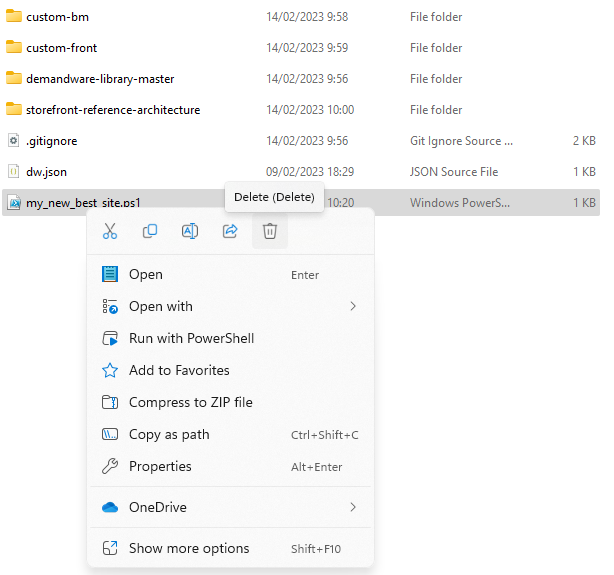 custom-bm 14/02/2023 9:58 File folder
custom-front 14/02/2023 9:59 File folder
demandware-library-master 14/02/2023 9:56 File folder
storefront-reference-architecture 14/02/2023 10:00 File folder
.gitignore 14/02/2023 9:56 Git Ignore Source ... 2 KB
dw.json 09/02/2023 18:29 JSON Source File 1 KB
my_new_best_site.ps1 10:20 Windows PowerS... 1 KB
Delete (Delete)
Open Enter
Open with
Run with PowerShell
Add to Favorites
Compress to ZIP file
Copy as path Ctrl+Shift+C
Properties Alt+Enter
OneDrive
Show more options Shift+F10